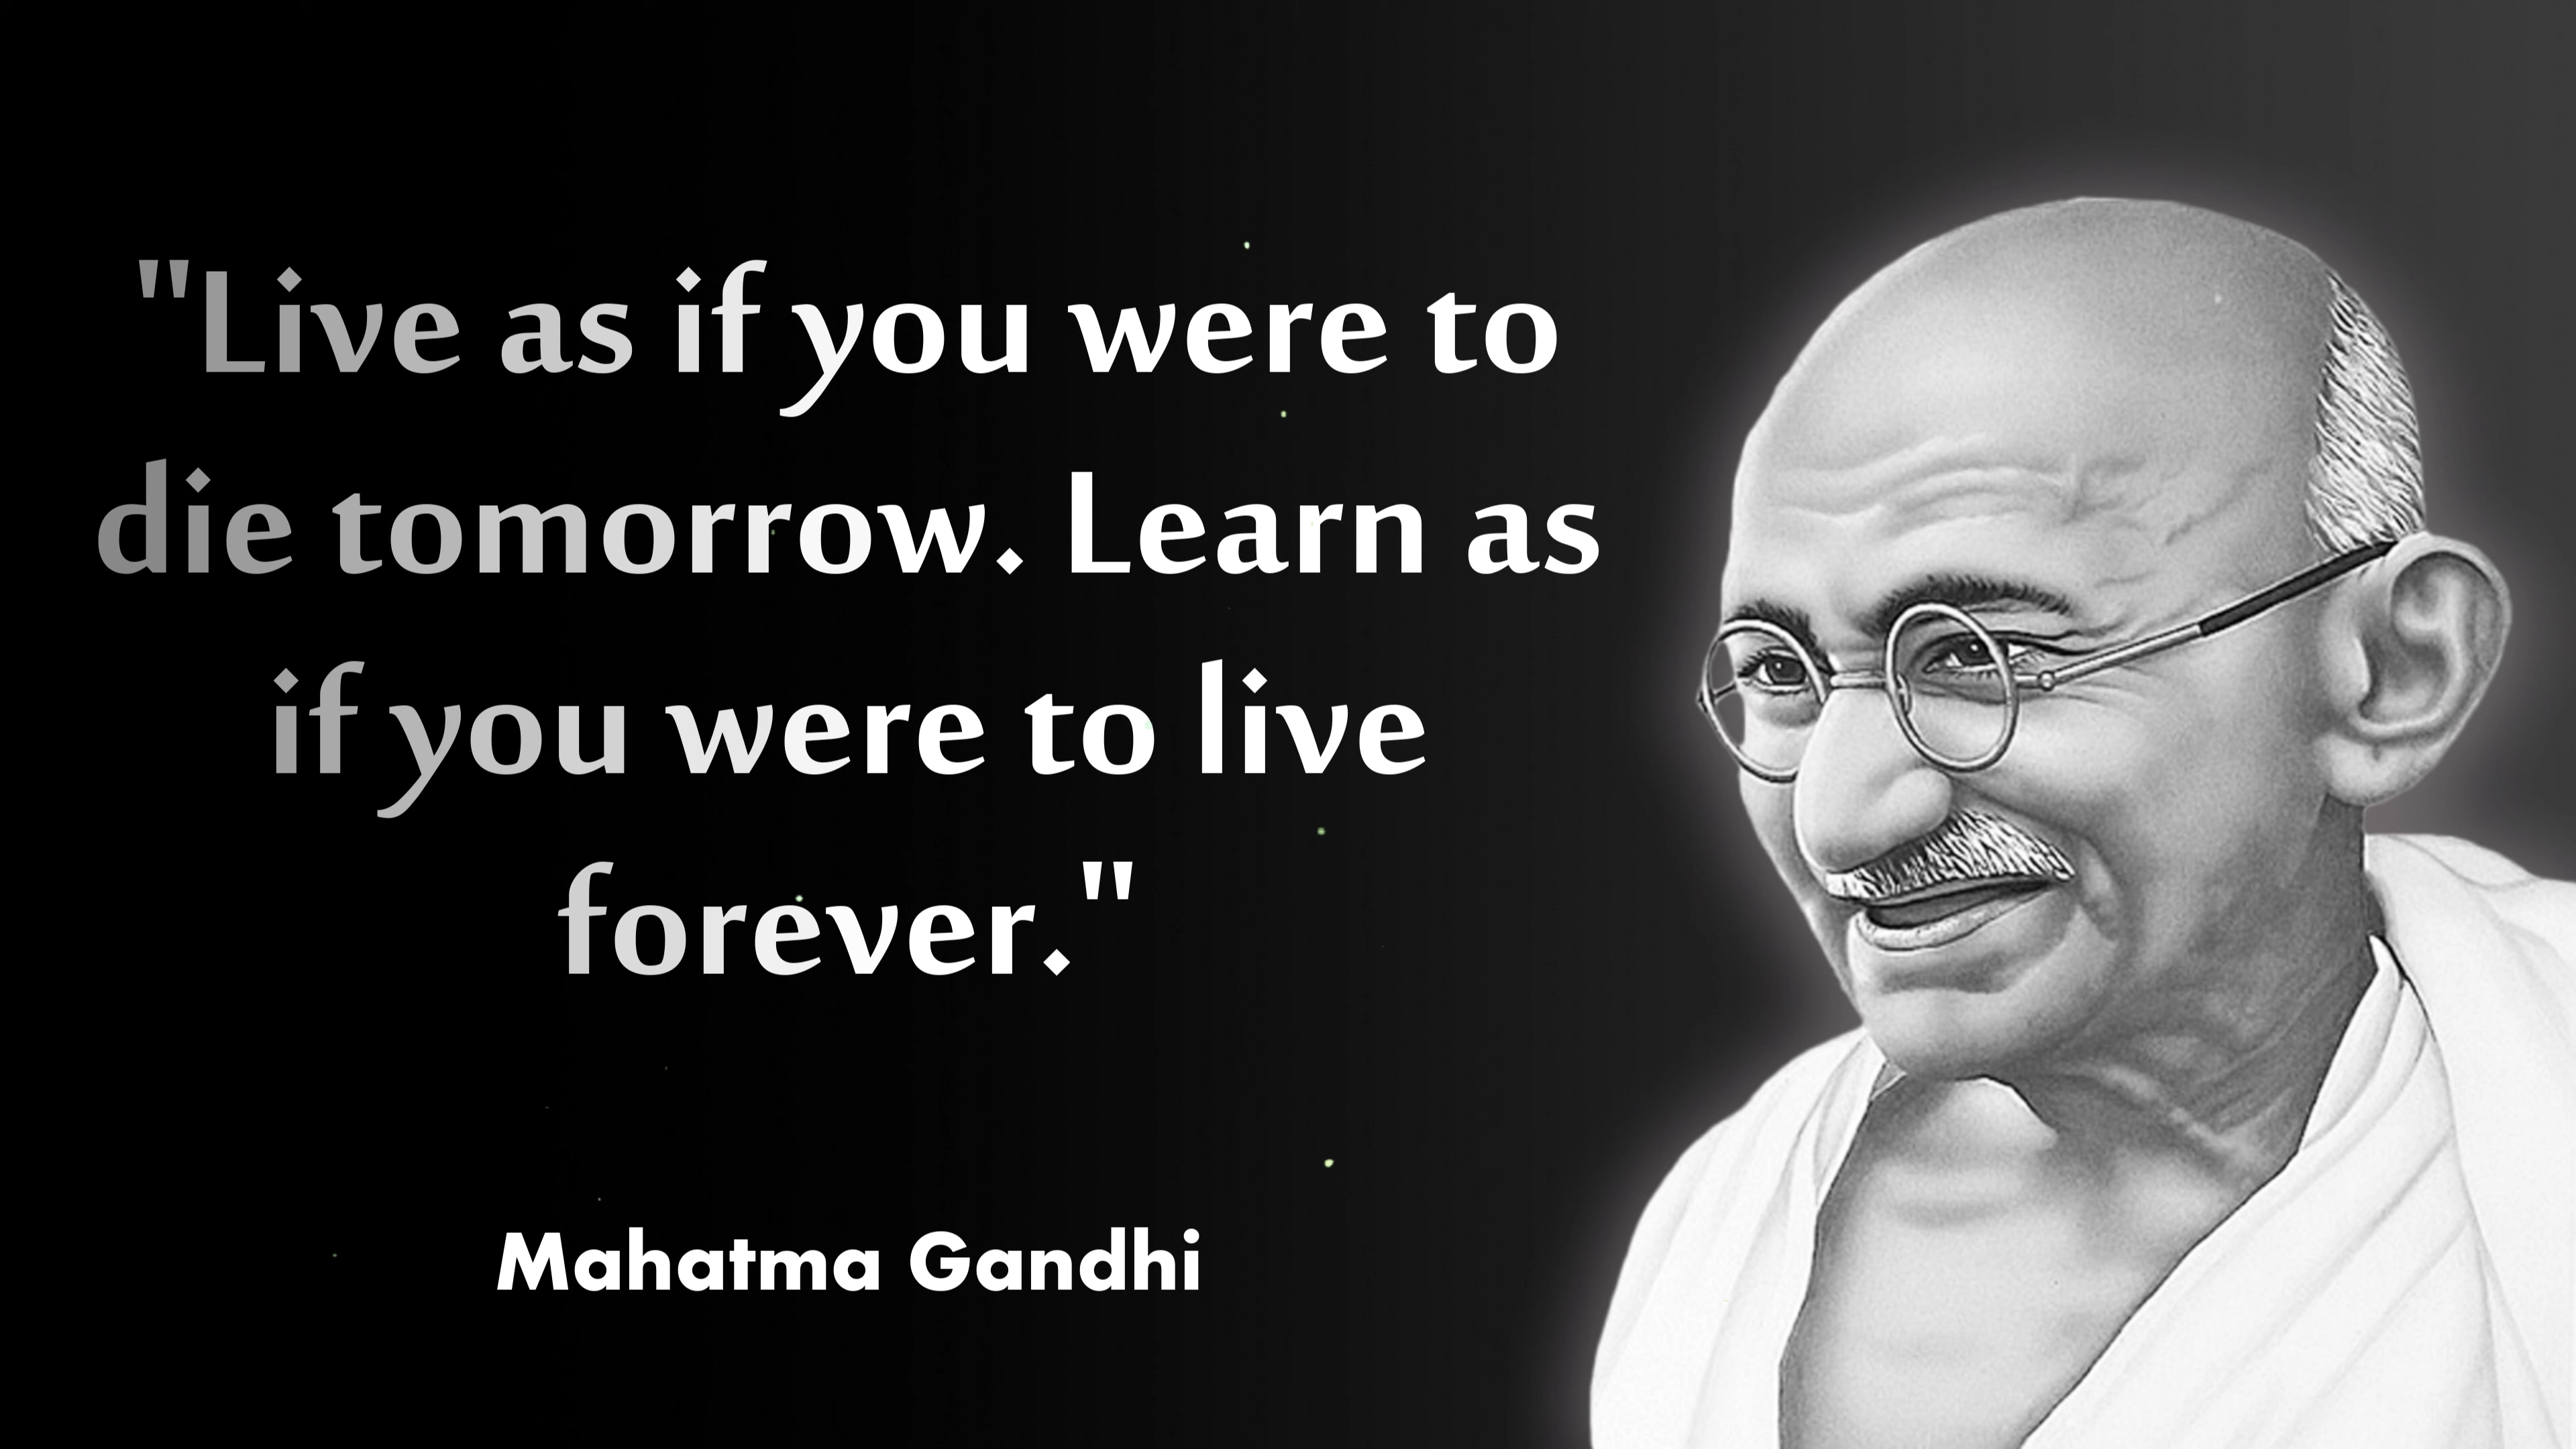 "Live as if you were to
die tomorrow. Learn as
if you were to live
forever."
Mahatma Gandhi